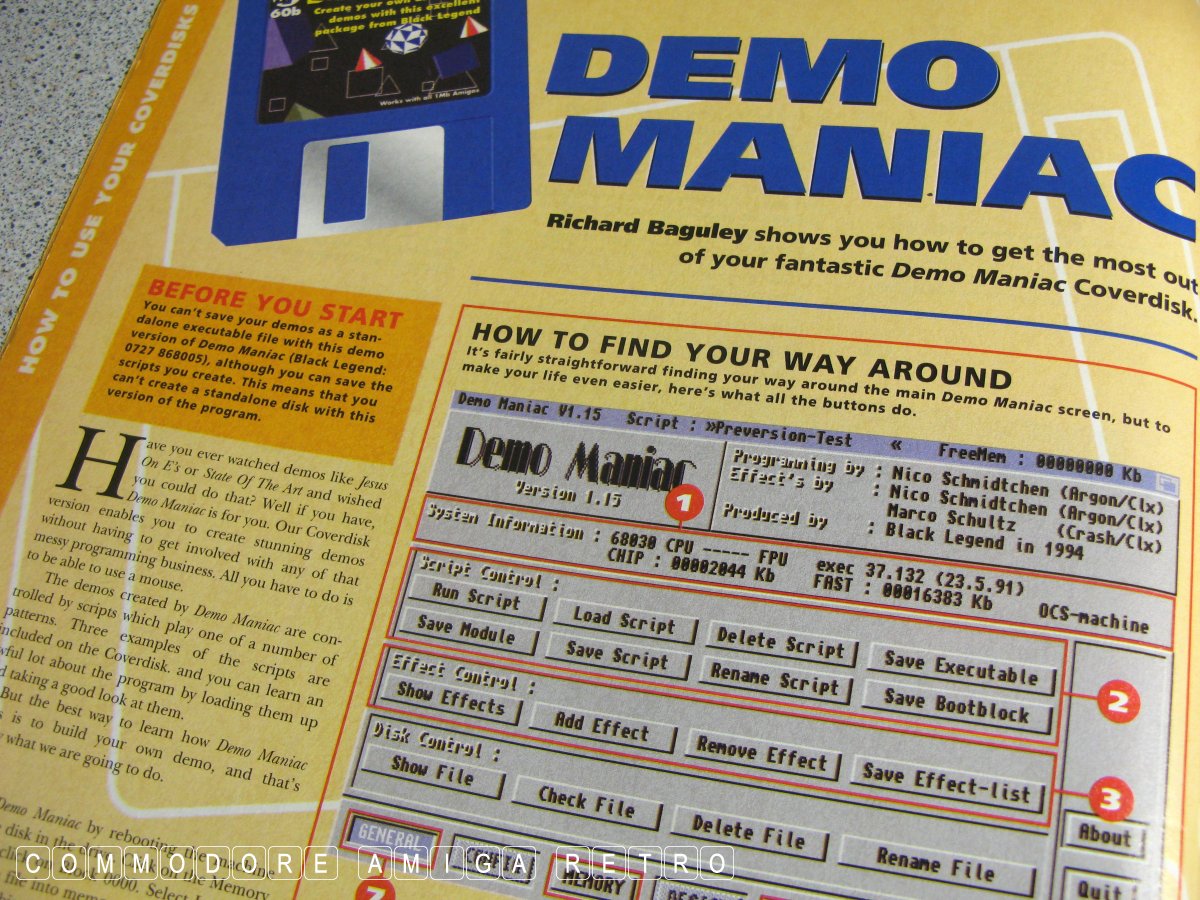 HOW TO USE YOUR COVERDISKS
60b
Create your own
demos with this excellent
package from Black Legend
Works with all 1Mb Amigas
DEMO
MANIAC
Richard Baguley shows you how to get the most out
of your fantastic Demo Maniac Coverdisk.
BEFORE YOU START
You can't save your demos as a stan-
dalone executable file with this demo
version of Demo Maniac (Black Legend:
0727 868005), although you can save the
scripts you create. This means that you
can't create a standalone disk with this
version of the program.
Have you ever watched demos like Jesus
On E's or State Of The Art and wished
you could do that? Well if you have,
Demo Maniac is for you. Our Coverdisk
version enables you to create stunning demos
without having to get involved with any of that
messy programming business. All you have to do is
to be able to use a mouse.
The demos created by Demo Maniac are con-
trolled by scripts which play one of a number of
patterns. Three examples of the scripts are
included on the Coverdisk. and you can learn an
lot about the program by loading them up
taking a good look at them.
But the best way to learn how Demo Maniac
is to build your own demo, and that's
what we are going to do.
Demo Maniac by rebooting the machine
disk in the drive. of the Memory
0000. Select
file into
HOW TO FIND YOUR WAY AROUND
It's fairly straightforward finding your way around the main Demo Maniac screen, but to
make your life even easier, here's what all the buttons do.
Demo Maniac V1.15 Script : »Preversion-Test « FreeMem : 00000000 Kb
Demo Maniac
Version 1.15
Programming by : Nico Schmidtchen (Argon/Clx)
Effect's by : Nico Schmidtchen (Argon/Clx)
Marco Schultz (Crash/Clx)
Produced by : Black Legend in 1994
1
System Information : 68030 CPU ----- FPU exec 37.132 (23.5.91)
CHIP : 00002044 Kb FAST : 00016383 Kb OCS-machine
Script Control :
Run Script Load Script Delete Script Save Executable
Save Module Save Script Rename Script Save Bootblock
2
Effect Control :
Show Effects Add Effect Remove Effect Save Effect-list
3
Disk Control :
Show File Check File Delete File Rename File
About
Quit
GENERAL MEMORY
7
COMMODORE AMIGA RETRO